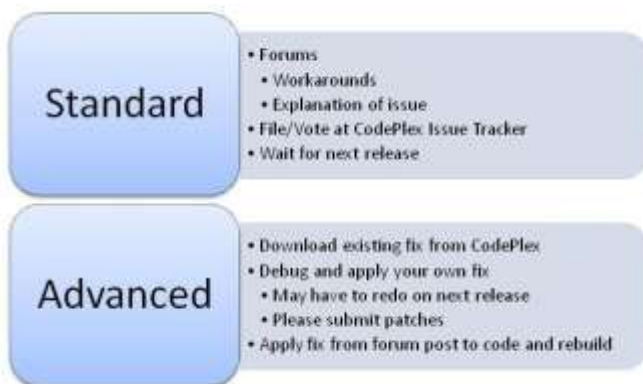 Standard
• Forums
• Workarounds
• Explanation of issue
• File/Vote at CodePlex Issue Tracker
• Wait for next release
Advanced
• Download existing fix from CodePlex
• Debug and apply your own fix
• May have to redo on next release
• Please submit patches
• Apply fix from forum post to code and rebuild